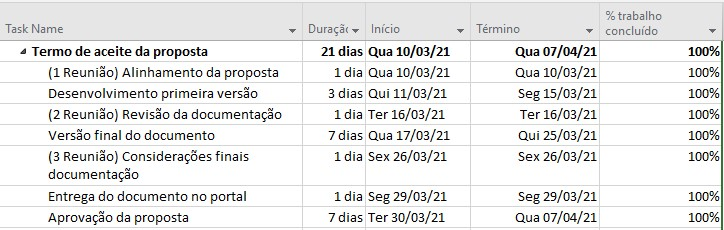 Task Name Duração Início Término % trabalho concluído
Termo de aceite da proposta 21 dias Qua 10/03/21 Qua 07/04/21 100%
(1 Reunião) Alinhamento da proposta 1 dia Qua 10/03/21 Qua 10/03/21 100%
Desenvolvimento primeira versão 3 dias Qui 11/03/21 Seg 15/03/21 100%
(2 Reunião) Revisão da documentação 1 dia Ter 16/03/21 Ter 16/03/21 100%
Versão final do documento 7 dias Qua 17/03/21 Qui 25/03/21 100%
(3 Reunião) Considerações finais 1 dia Sex 26/03/21 Sex 26/03/21 100%
documentação
Entrega do documento no portal 1 dia Seg 29/03/21 Seg 29/03/21 100%
Aprovação da proposta 7 dias Ter 30/03/21 Qua 07/04/21 100%